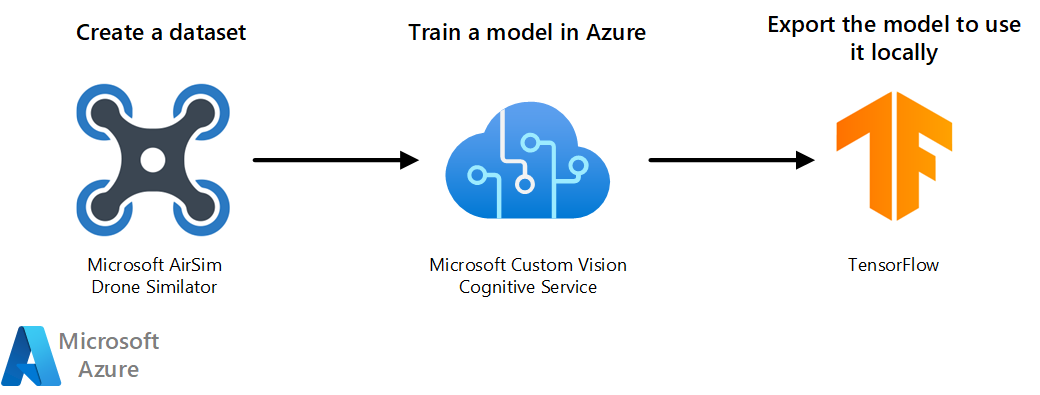 Create a dataset
Train a model in Azure
Export the model to use
it locally
Microsoft AirSim
Drone Similator
Microsoft Custom Vision
Cognitive Service
TensorFlow
Microsoft
Azure